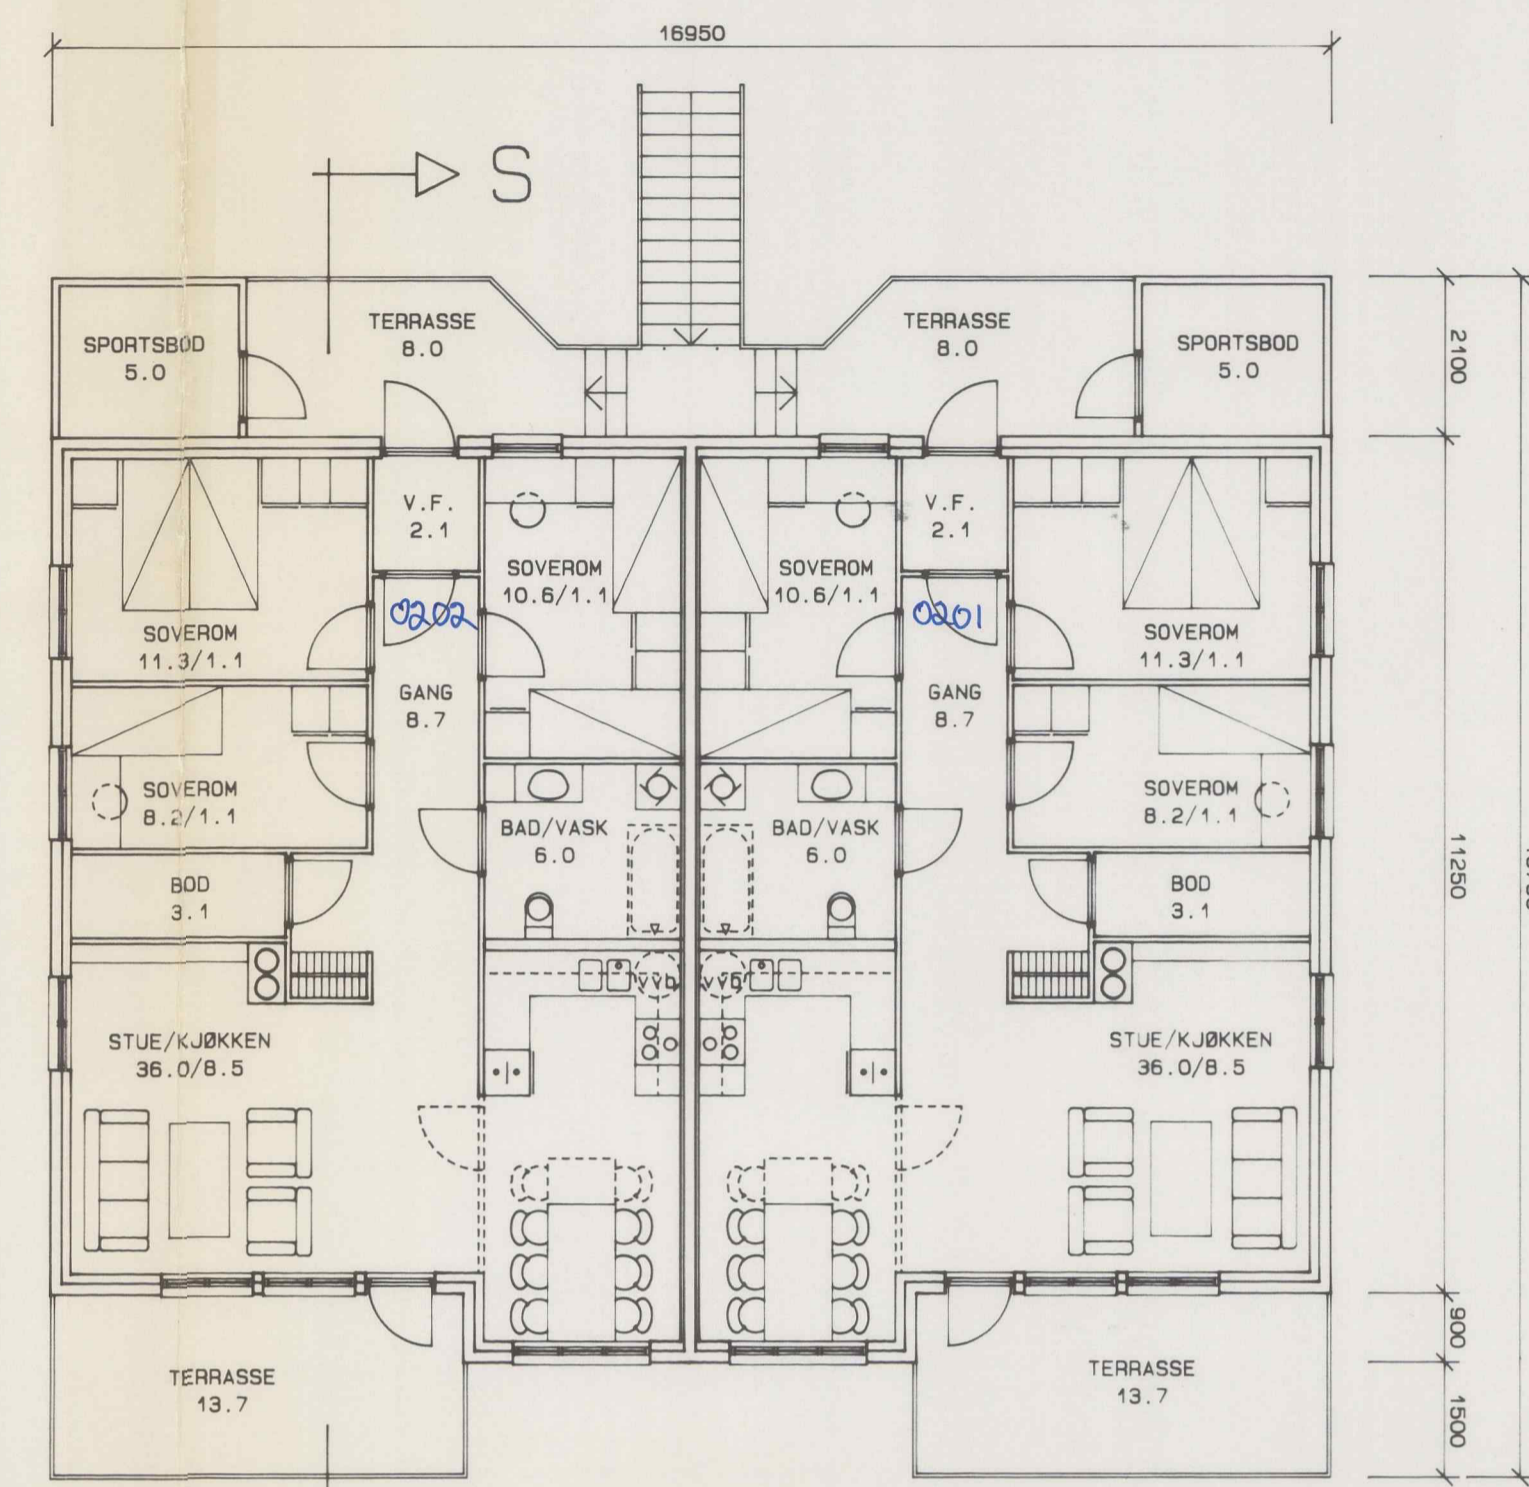 16950
S
TERRASSE
8.0
TERRASSE
8.0
SPORTSBOD
5.0
SPORTSBOD
5.0
2100
V.F.
2.1
V.F.
2.1
SOVEROM
10.6/1.1
SOVEROM
10.6/1.1
0202
0201
SOVEROM
11.3/1.1
SOVEROM
11.3/1.1
GANG
8.7
GANG
8.7
SOVEROM
8.2/1.1
SOVEROM
8.2/1.1
BAD/VASK
6.0
BAD/VASK
6.0
11250
BOD
3.1
BOD
3.1
STUE/KJØKKEN
36.0/8.5
STUE/KJØKKEN
36.0/8.5
900
TERRASSE
13.7
TERRASSE
13.7
1500